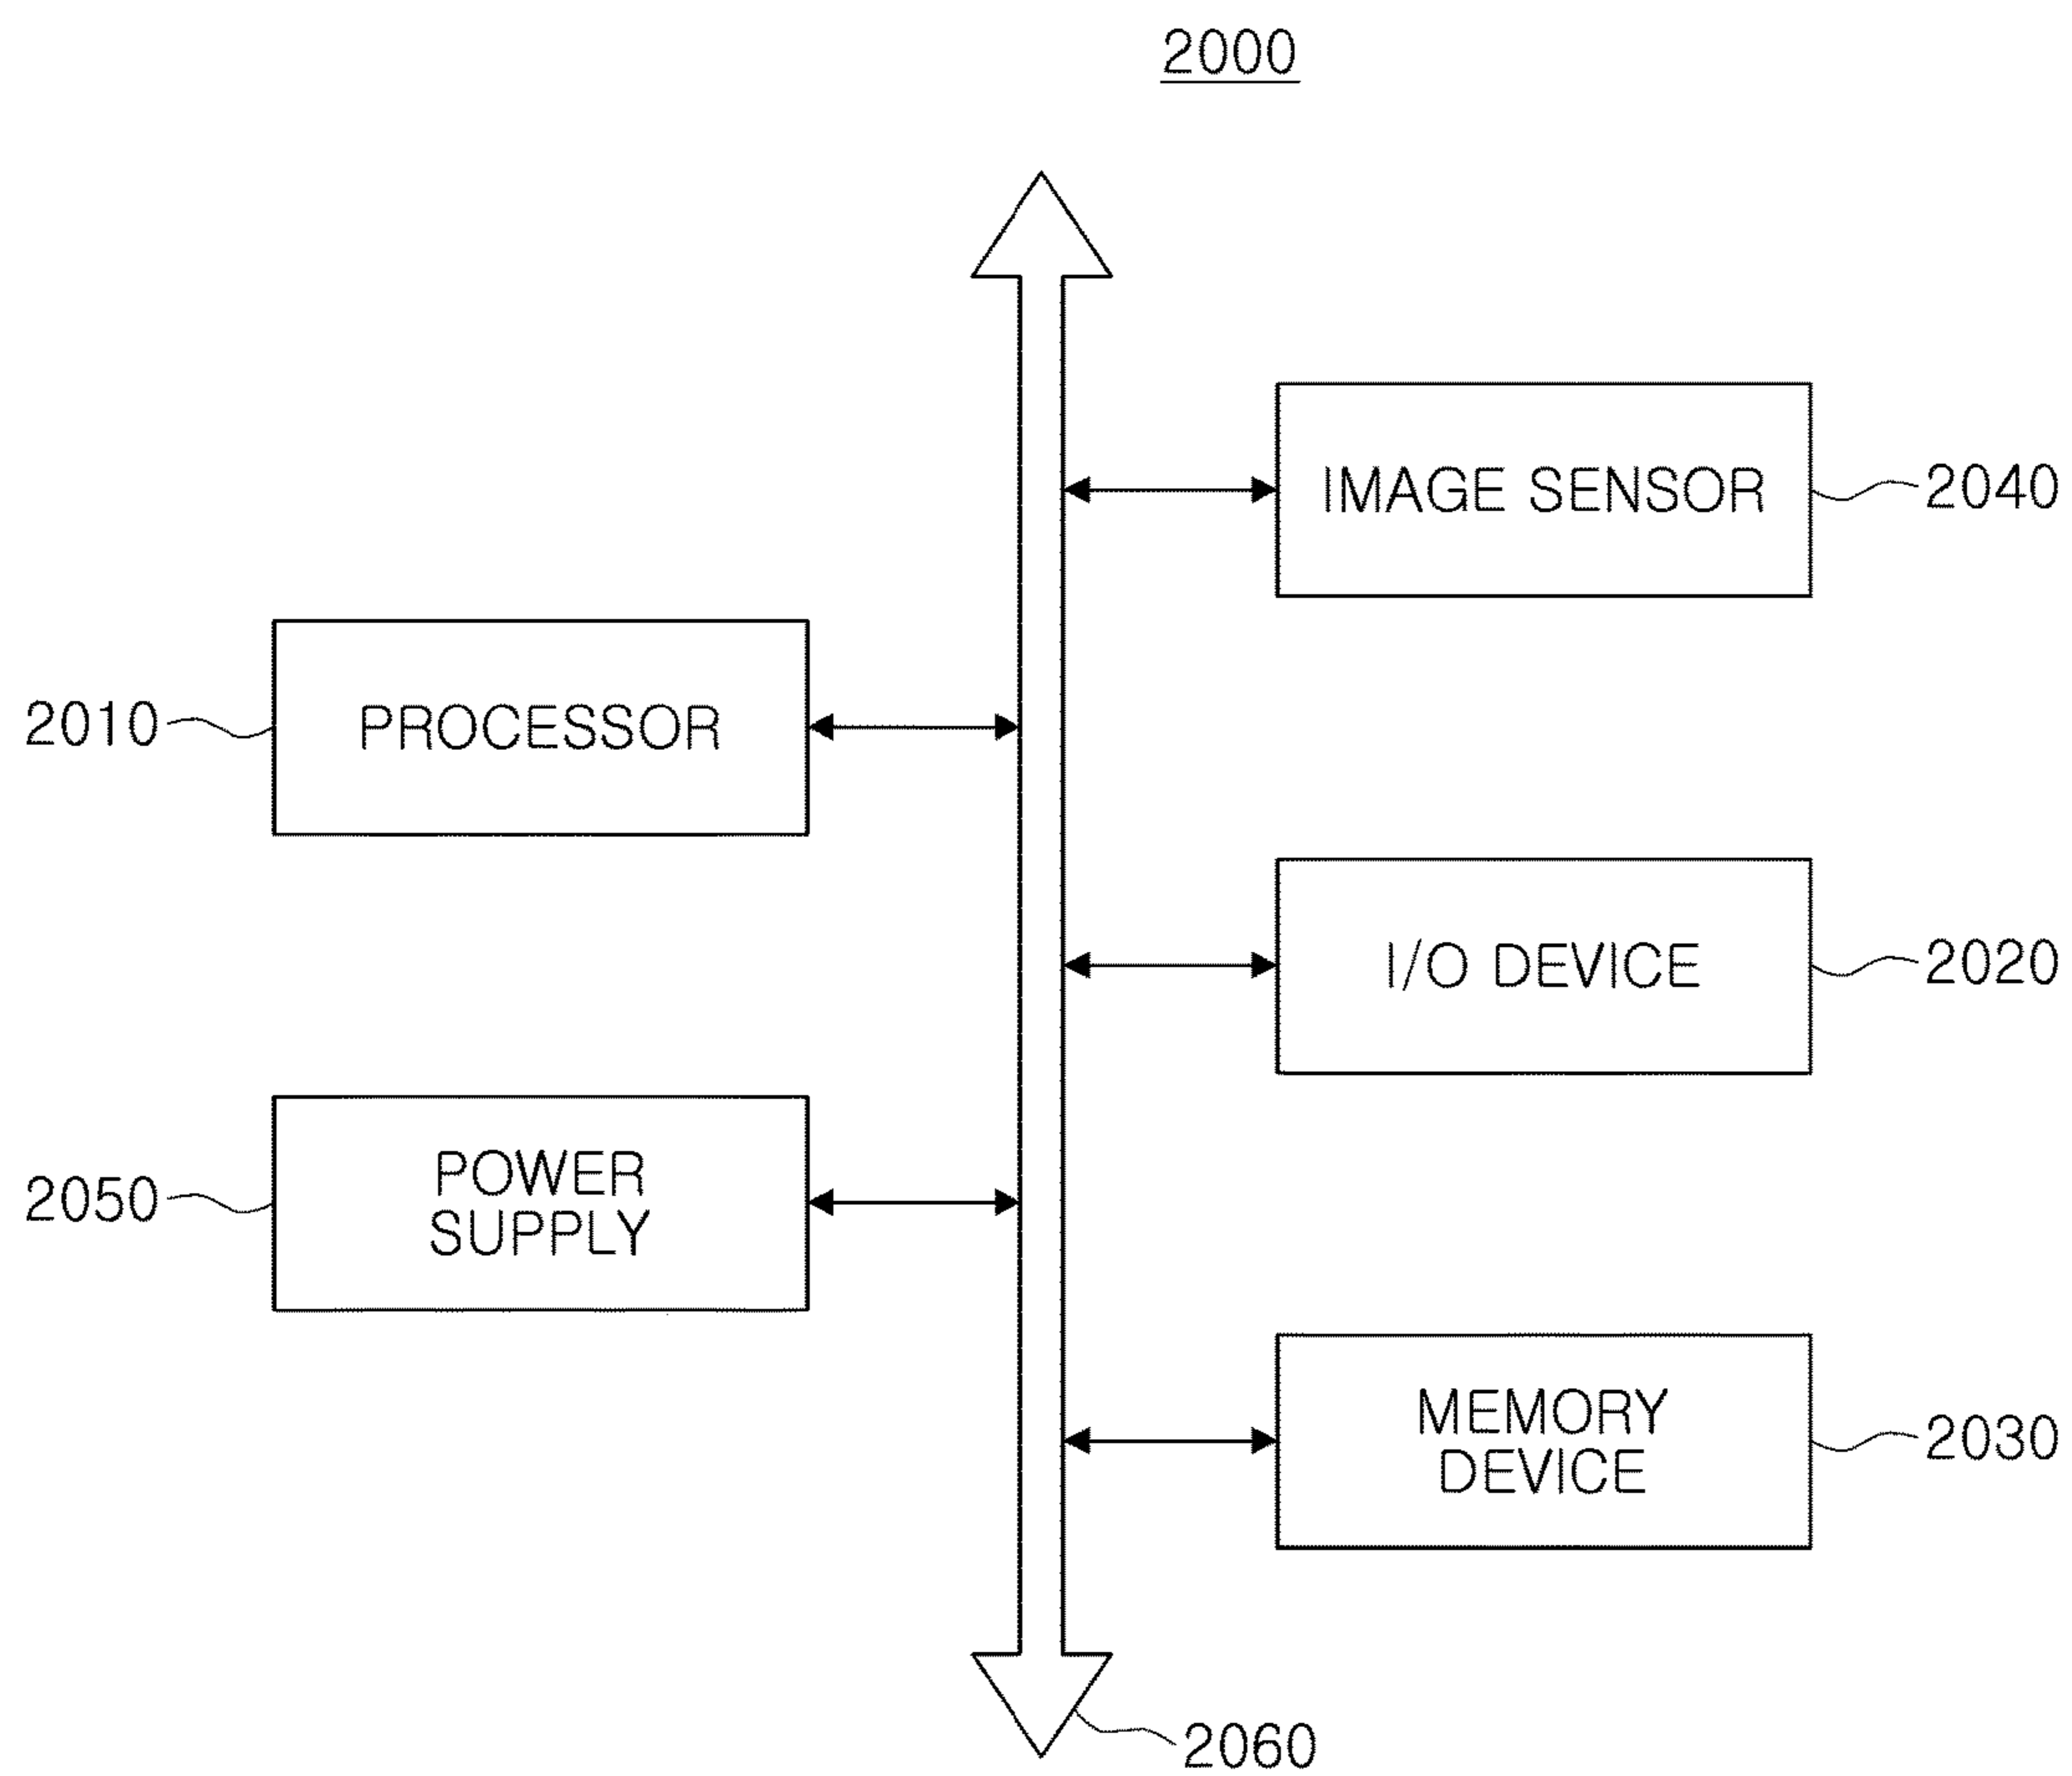 2000
IMAGE SENSOR
2040
2010
PROCESSOR
I/O DEVICE
2020
2050
POWER
SUPPLY
MEMORY
DEVICE
2030
2060